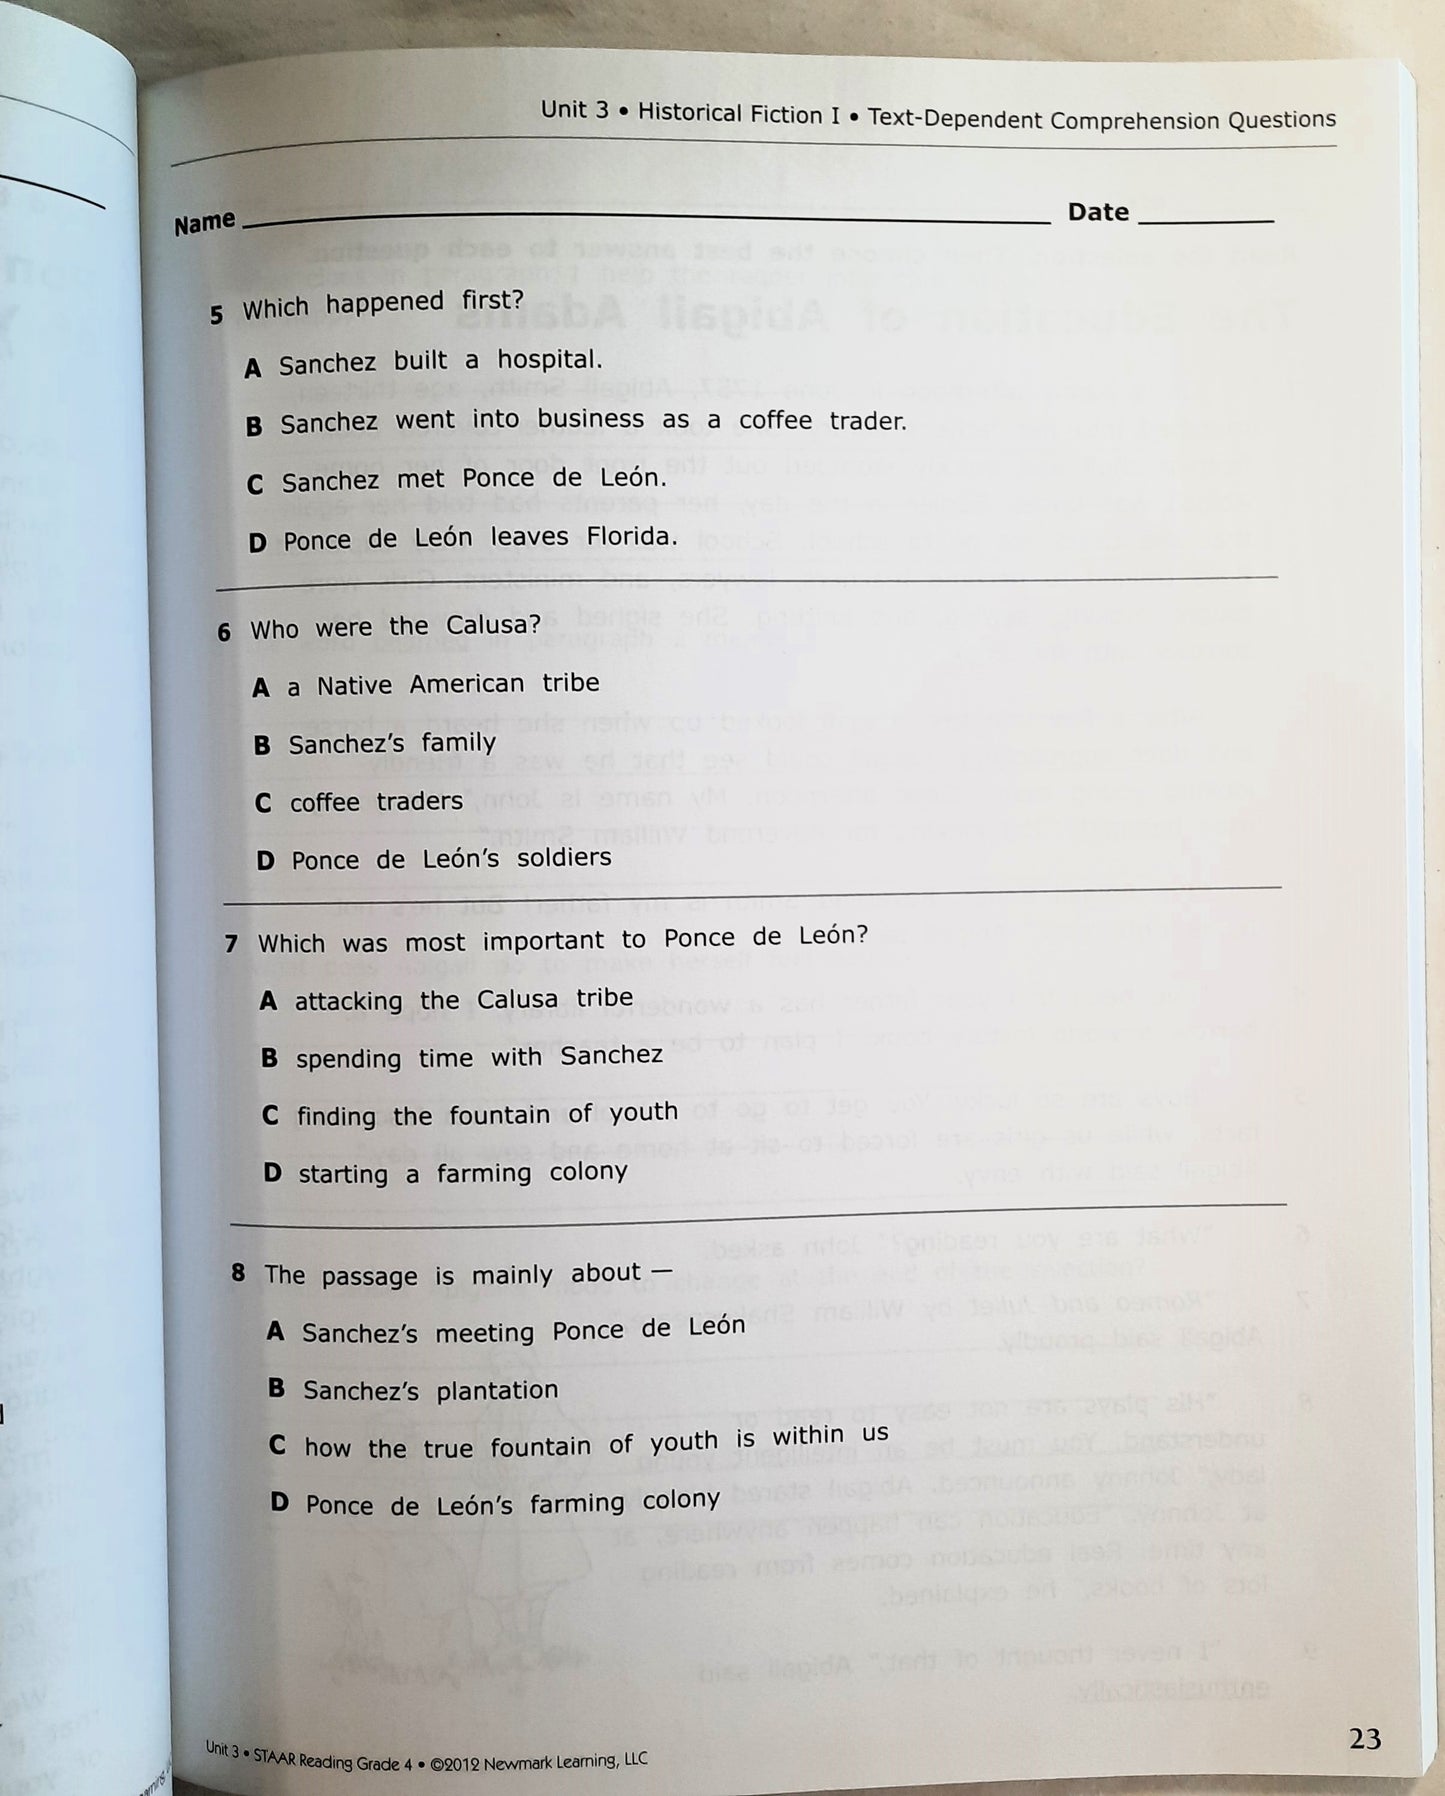 Unit 3 • Historical Fiction I • Text-Dependent Comprehension Questions
Name
Date
5 Which happened first?
A Sanchez built a hospital.
B Sanchez went into business as a coffee trader.
C Sanchez met Ponce de León.
D Ponce de León leaves Florida.
6 Who were the Calusa?
A a Native American tribe
B Sanchez's family
C coffee traders
D Ponce de León's soldiers
7 Which was most important to Ponce de León?
A attacking the Calusa tribe
B spending time with Sanchez
C finding the fountain of youth
D starting a farming colony
8 The passage is mainly about —
A Sanchez's meeting Ponce de León
B Sanchez's plantation
C how the true fountain of youth is within us
D Ponce de León's farming colony
Unit 3 • STAAR Reading Grade 4 • ©2012 Newmark Learning, LLC
23